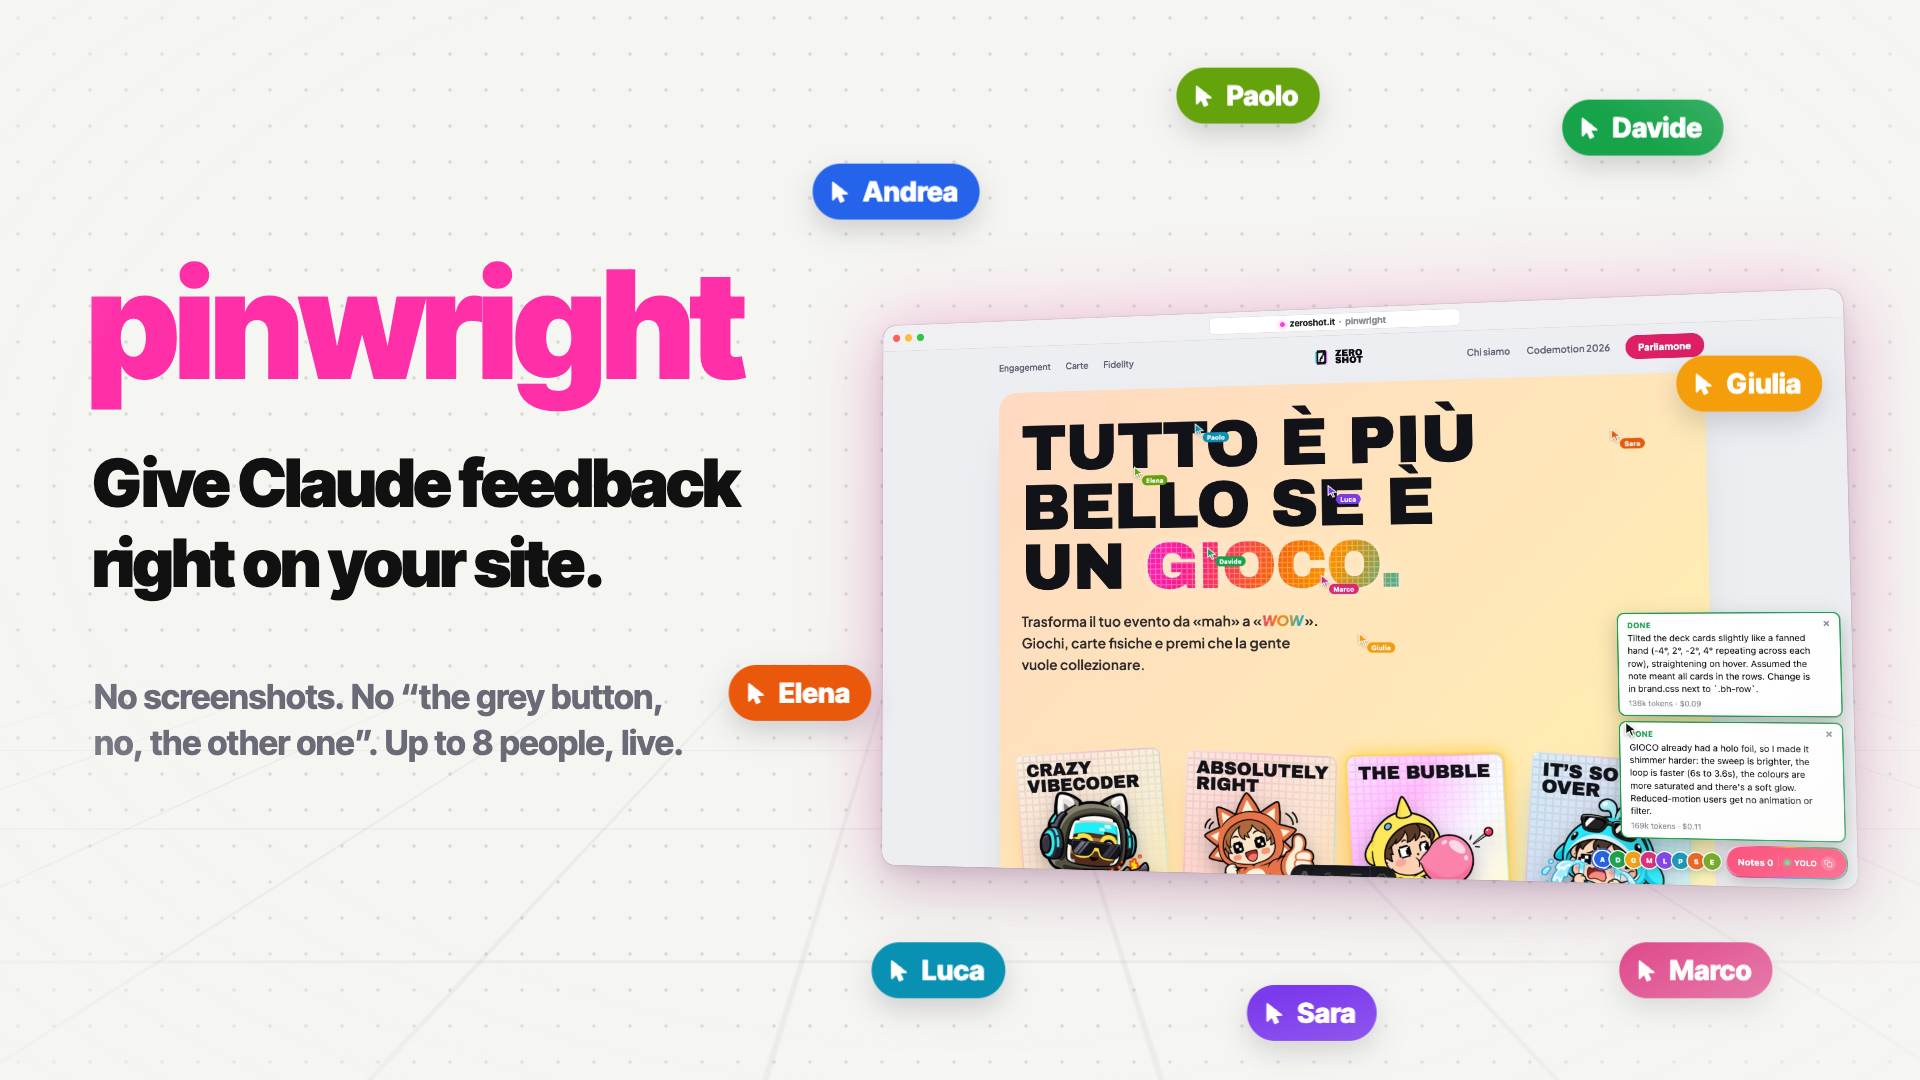 Paolo
Davide
Andrea
pinwright
Give Claude feedback
right on your site.
No screenshots. No “the grey button,
no, the other one”. Up to 8 people, live.
Elena
zeroshot.it · pinwright
Engagement Carte Fidelity
ZERO
SHOT
Chi siamo Codemotion 2026 Parliamone
Giulia
TUTTO È PIÙ
BELLO SE È
UN GIOCO.
Paolo
Sara
Elena
Luca
Davide
Marco
Giulia
Trasforma il tuo evento da «mah» a «WOW».
Giochi, carte fisiche e premi che la gente
vuole collezionare.
CRAZY
VIBECODER
ABSOLUTELY
RIGHT
THE BUBBLE
IT'S SO
OVER
DONE
Tilted the deck cards slightly like a fanned
hand (-4°, 2°, -2°, 4° repeating across each
row), straightening on hover. Assumed the
note meant all cards in the rows. Change is
in brand.css next to `.bh-row`.
136k tokens · $0.09
ONE
GIOCO already had a holo foil, so I made it
shimmer harder: the sweep is brighter, the
loop is faster (6s to 3.6s), the colours are
more saturated and there's a soft glow.
Reduced-motion users get no animation or
filter.
169k tokens · $0.11
A D G M L P S E
Notes 0 YOLO
Luca
Sara
Marco